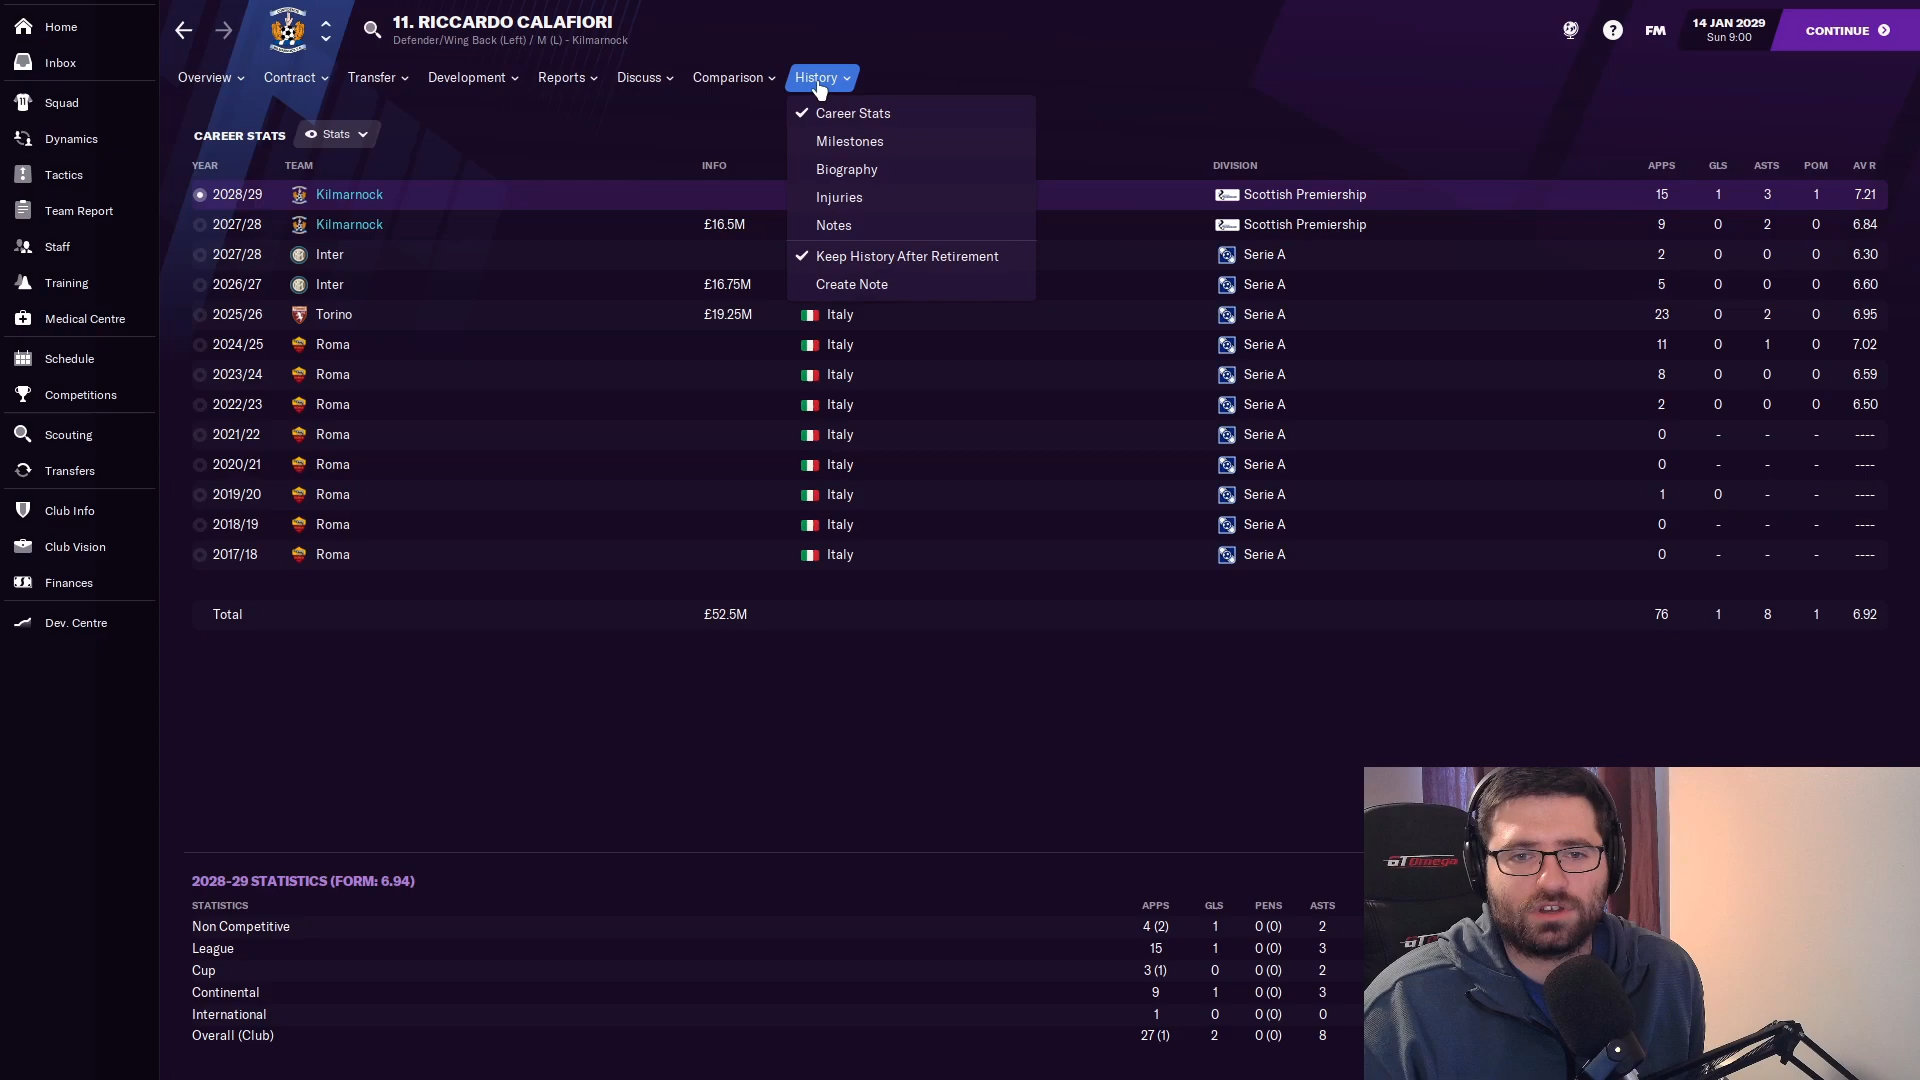 Home
Inbox
Squad
Dynamics
Tactics
Team Report
Staff
Training
Medical Centre
Schedule
Competitions
Scouting
Transfers
Club Info
Club Vision
Finances
Dev. Centre
11. RICCARDO CALAFIORI
Defender/Wing Back (Left) / M (L) - Kilmarnock
FM
14 JAN 2029
Sun 9:00
CONTINUE
Overview Contract Transfer Development Reports Discuss Comparison History
Career Stats
Milestones
Biography
Injuries
Notes
Keep History After Retirement
Create Note
CAREER STATS Stats
YEAR TEAM INFO DIVISION APPS GLS ASTS POM AV R
2028/29 Kilmarnock Scottish Premiership 15 1 3 1 7.21
2027/28 Kilmarnock £16.5M Scottish Premiership 9 0 2 0 6.84
2027/28 Inter Serie A 2 0 0 0 6.30
2026/27 Inter £16.75M Serie A 5 0 0 0 6.60
2025/26 Torino £19.25M Italy Serie A 23 0 2 0 6.95
2024/25 Roma Italy Serie A 11 0 1 0 7.02
2023/24 Roma Italy Serie A 8 0 0 0 6.59
2022/23 Roma Italy Serie A 2 0 0 0 6.50
2021/22 Roma Italy Serie A 0 - - - ----
2020/21 Roma Italy Serie A 0 - - - ----
2019/20 Roma Italy Serie A 1 0 - - ----
2018/19 Roma Italy Serie A 0 - - - ----
2017/18 Roma Italy Serie A 0 - - - ----
Total £52.5M 76 1 8 1 6.92
2028-29 STATISTICS (FORM: 6.94)
STATISTICS APPS GLS PENS ASTS
Non Competitive 4 (2) 1 0 (0) 2
League 15 1 0 (0) 3
Cup 3 (1) 0 0 (0) 2
Continental 9 1 0 (0) 3
International 1 0 0 (0) 0
Overall (Club) 27 (1) 2 0 (0) 8
GT Omega
GT